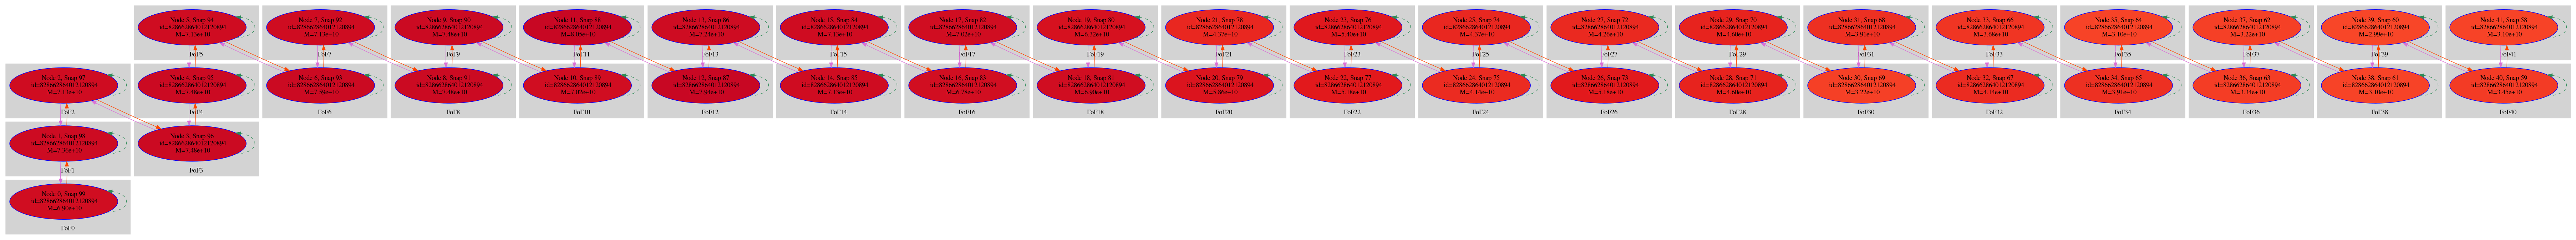 Node 5, Snap 94
id=828662864012120894
M=7.13e+10
FoF5
Node 7, Snap 92
id=828662864012120894
M=7.13e+10
FoF7
Node 9, Snap 90
id=828662864012120894
M=7.48e+10
FoF9
Node 11, Snap 88
id=828662864012120894
M=8.05e+10
FoF11
Node 13, Snap 86
id=828662864012120894
M=7.24e+10
FoF13
Node 15, Snap 84
id=828662864012120894
M=7.13e+10
FoF15
Node 17, Snap 82
id=828662864012120894
M=7.02e+10
FoF17
Node 19, Snap 80
id=828662864012120894
M=6.32e+10
FoF19
Node 21, Snap 78
id=828662864012120894
M=4.37e+10
FoF21
Node 23, Snap 76
id=828662864012120894
M=5.40e+10
FoF23
Node 25, Snap 74
id=828662864012120894
M=4.37e+10
FoF25
Node 27, Snap 72
id=828662864012120894
M=4.26e+10
FoF27
Node 29, Snap 70
id=828662864012120894
M=4.60e+10
FoF29
Node 31, Snap 68
id=828662864012120894
M=3.91e+10
FoF31
Node 33, Snap 66
id=828662864012120894
M=3.68e+10
FoF33
Node 35, Snap 64
id=828662864012120894
M=3.10e+10
FoF35
Node 37, Snap 62
id=828662864012120894
M=3.22e+10
FoF37
Node 39, Snap 60
id=828662864012120894
M=2.99e+10
FoF39
Node 41, Snap 58
id=828662864012120894
M=3.10e+10
FoF41
Node 2, Snap 97
id=828662864012120894
M=7.13e+10
FoF2
Node 4, Snap 95
id=828662864012120894
M=7.48e+10
FoF4
Node 6, Snap 93
id=828662864012120894
M=7.59e+10
FoF6
Node 8, Snap 91
id=828662864012120894
M=7.48e+10
FoF8
Node 10, Snap 89
id=828662864012120894
M=7.02e+10
FoF10
Node 12, Snap 87
id=828662864012120894
M=7.94e+10
FoF12
Node 14, Snap 85
id=828662864012120894
M=7.13e+10
FoF14
Node 16, Snap 83
id=828662864012120894
M=6.78e+10
FoF16
Node 18, Snap 81
id=828662864012120894
M=6.90e+10
FoF18
Node 20, Snap 79
id=828662864012120894
M=5.86e+10
FoF20
Node 22, Snap 77
id=828662864012120894
M=5.18e+10
FoF22
Node 24, Snap 75
id=828662864012120894
M=4.14e+10
FoF24
Node 26, Snap 73
id=828662864012120894
M=5.18e+10
FoF26
Node 28, Snap 71
id=828662864012120894
M=4.60e+10
FoF28
Node 30, Snap 69
id=828662864012120894
M=3.22e+10
FoF30
Node 32, Snap 67
id=828662864012120894
M=4.14e+10
FoF32
Node 34, Snap 65
id=828662864012120894
M=3.91e+10
FoF34
Node 36, Snap 63
id=828662864012120894
M=3.34e+10
FoF36
Node 38, Snap 61
id=828662864012120894
M=3.10e+10
FoF38
Node 40, Snap 59
id=828662864012120894
M=3.45e+10
FoF40
Node 1, Snap 98
id=828662864012120894
M=7.36e+10
FoF1
Node 3, Snap 96
id=828662864012120894
M=7.48e+10
FoF3
Node 0, Snap 99
id=828662864012120894
M=6.90e+10
FoF0